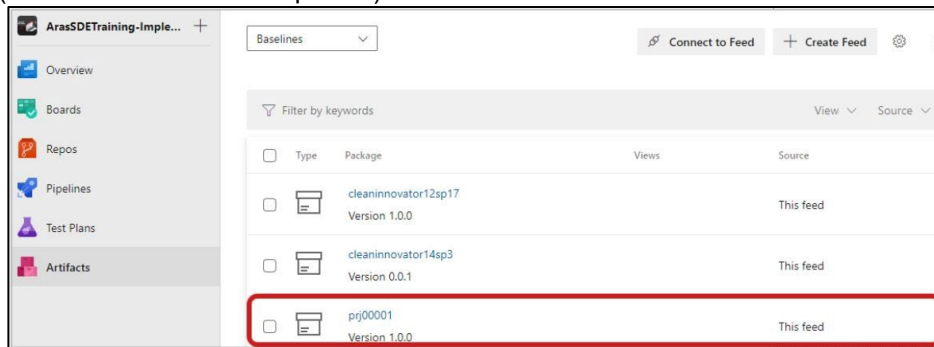 ArasSDETraining-Imple... +
Overview
Boards
Repos
Pipelines
Test Plans
Artifacts
Baselines
Connect to Feed
+ Create Feed
Filter by keywords
View
Source
Type Package Views Source
cleaninnovator12sp17
Version 1.0.0
This feed
cleaninnovator14sp3
Version 0.0.1
This feed
prj00001
Version 1.0.0
This feed